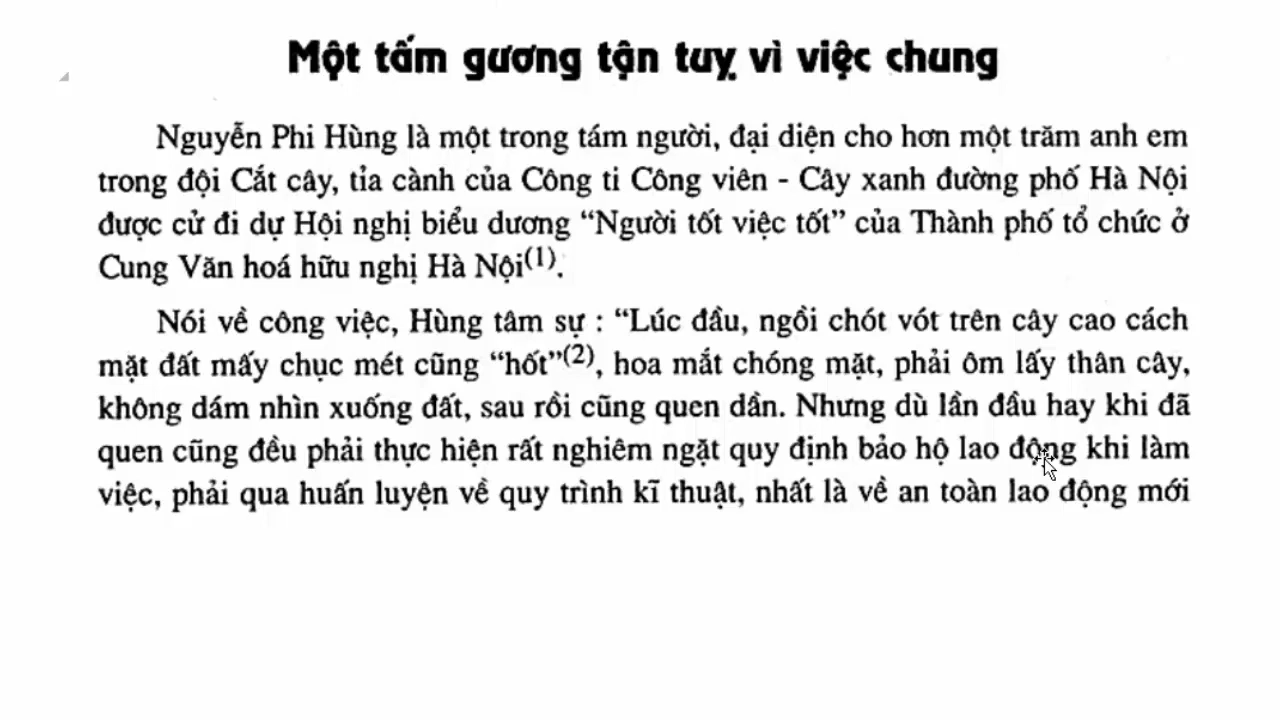 Một tấm gương tận tuỵ vì việc chung
Nguyễn Phi Hùng là một trong tám người, đại diện cho hơn một trăm anh em
trong đội Cắt cây, tỉa cành của Công ti Công viên - Cây xanh đường phố Hà Nội
được cử đi dự Hội nghị biểu dương “Người tốt việc tốt” của Thành phố tổ chức ở
Cung Văn hoá hữu nghị Hà Nội(1).
Nói về công việc, Hùng tâm sự : “Lúc đầu, ngồi chót vót trên cây cao cách
mặt đất mấy chục mét cũng “hốt”(2), hoa mắt chóng mặt, phải ôm lấy thân cây,
không dám nhìn xuống đất, sau rồi cũng quen dần. Nhưng dù lần đầu hay khi đã
quen cũng đều phải thực hiện rất nghiêm ngặt quy định bảo hộ lao động khi làm
việc, phải qua huấn luyện về quy trình kĩ thuật, nhất là về an toàn lao động mới